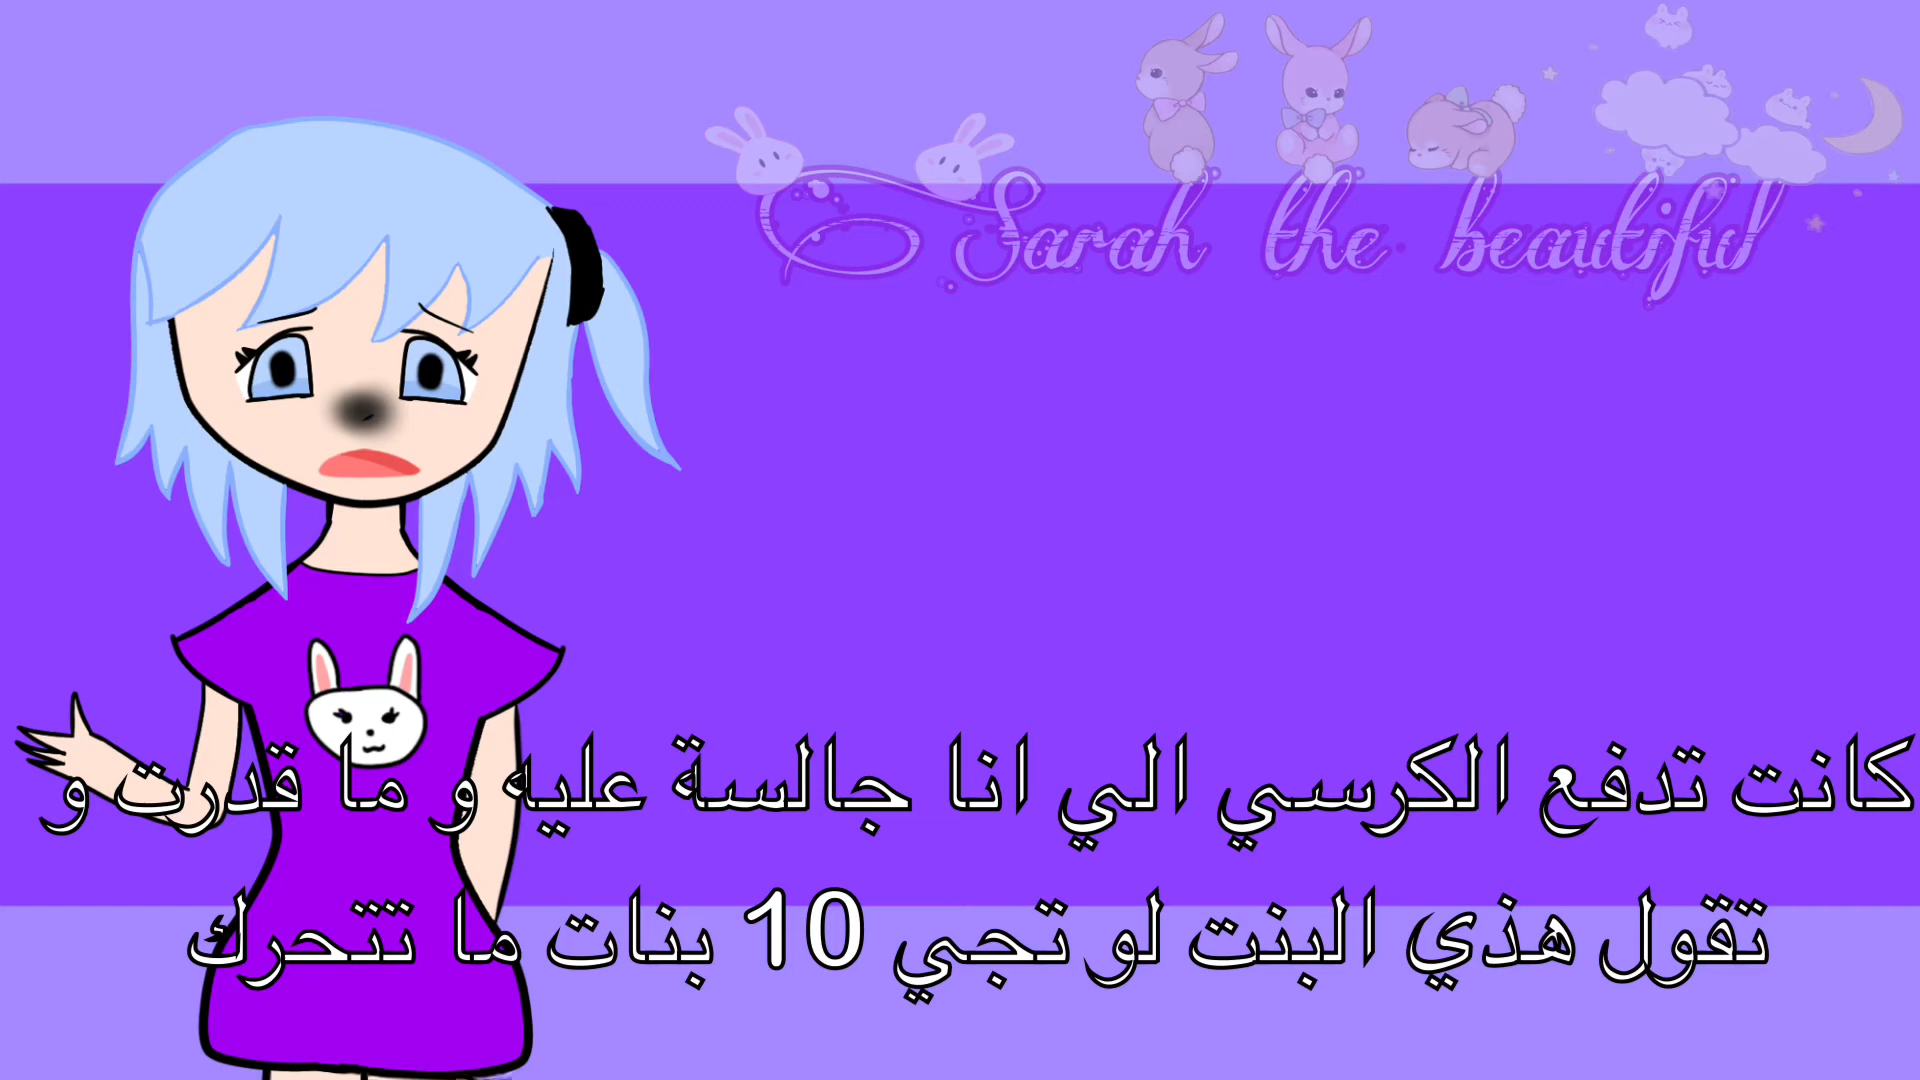 Sarah the beautiful
كانت تدفع الكرسي الي انا جالسة عليه و ما قدرت و
تقول هذي البنت لو تجي 10 بنات ما تتحرك